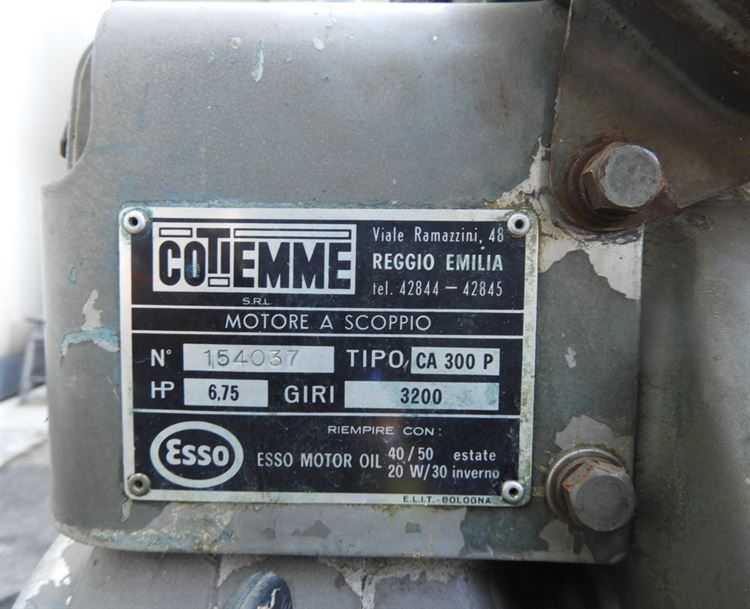 COTIEMME
S.R.L.
Viale Ramazzini, 48
REGGIO EMILIA
tel. 42844 – 42845
MOTORE A SCOPPIO
N° 154037 TIPO CA 300 P
HP 6,75 GIRI 3200
Esso
RIEMPIRE CON:
ESSO MOTOR OIL 40/50 estate
20 W/30 inverno
E.L.I.T. - BOLOGNA